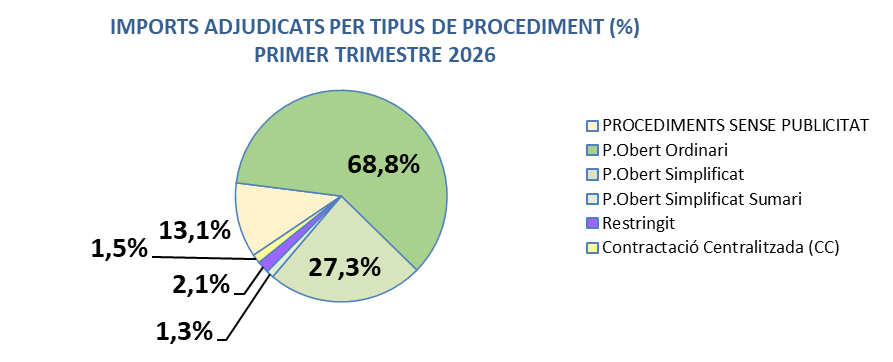 IMPORTS ADJUDICATS PER TIPUS DE PROCEDIMENT (%)
PRIMER TRIMESTRE 2026
68,8%
13,1%
1,5%
27,3%
2,1%
1,3%
PROCEDIMENTS SENSE PUBLICITAT
P.Obert Ordinari
P.Obert Simplificat
P.Obert Simplificat Sumari
Restringit
Contractació Centralitzada (CC)